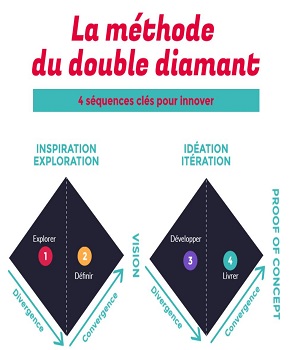 La méthode
du double diamant
4 séquences clés pour innover
INSPIRATION
EXPLORATION
IDÉATION
ITÉRATION
Explorer
1
2
Définir
Divergence
Convergence
VISION
Développer
3
4
Livrer
Divergence
Convergence
PROOF OF CONCEPT